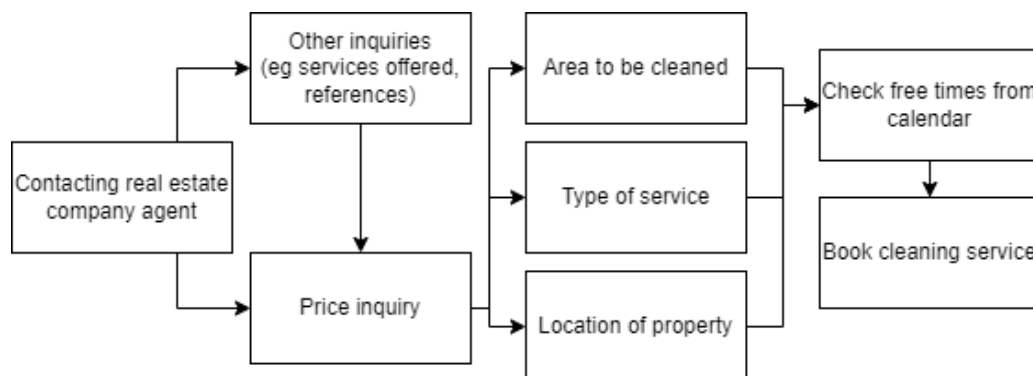 Other inquiries
(eg services offered,
references)
Area to be cleaned
Check free times from
calendar
Contacting real estate
company agent
Type of service
Book cleaning service
Price inquiry
Location of property